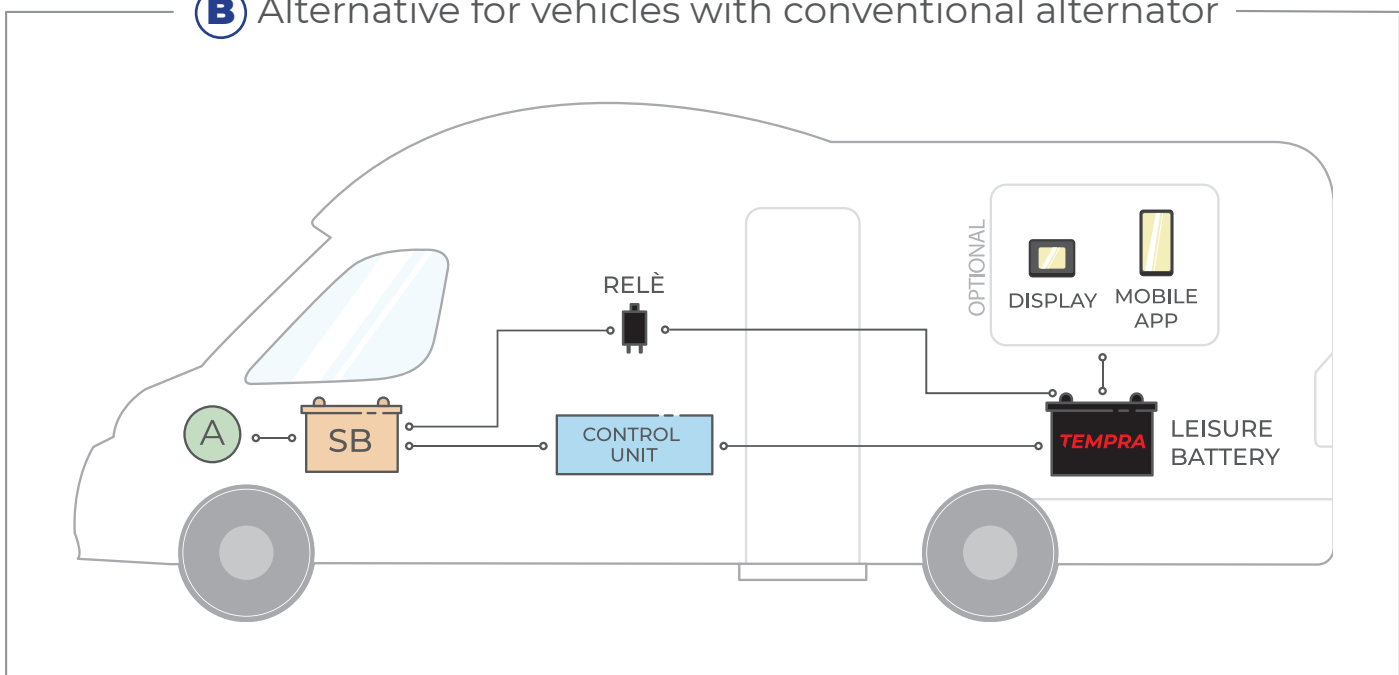 B Alternative for vehicles with conventional alternator
RELÈ
OPTIONAL
DISPLAY
MOBILE
APP
A
SB
CONTROL
UNIT
TEMPRA
LEISURE
BATTERY